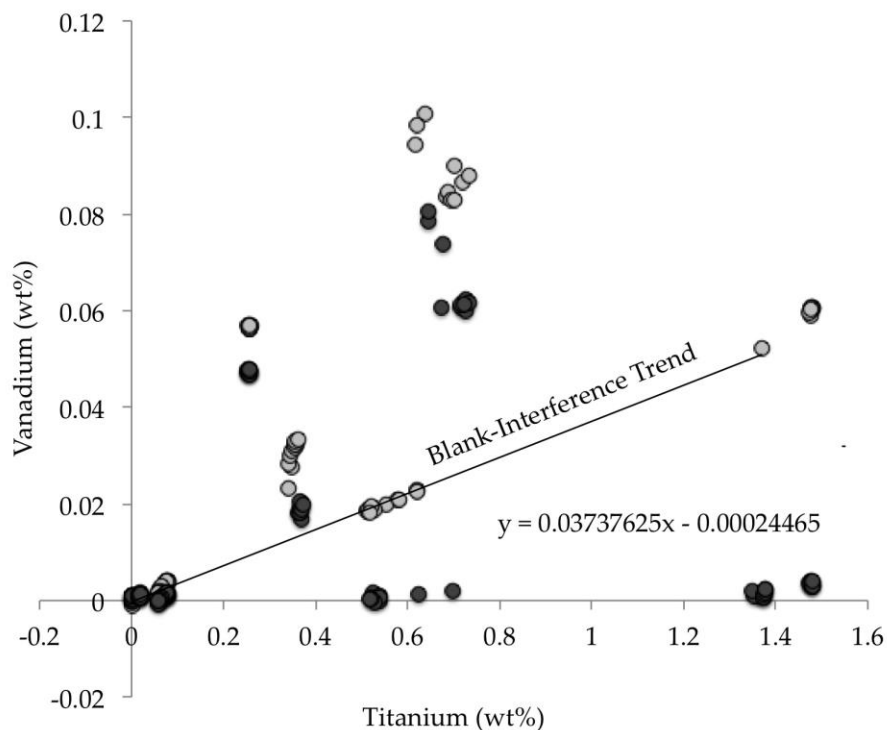 0.12
0.1
0.08
0.06
0.04
0.02
0
-0.02
Vanadium (wt%)
Blank-Interference Trend
y = 0.03737625x - 0.00024465
-0.2 0 0.2 0.4 0.6 0.8 1 1.2 1.4 1.6
Titanium (wt%)